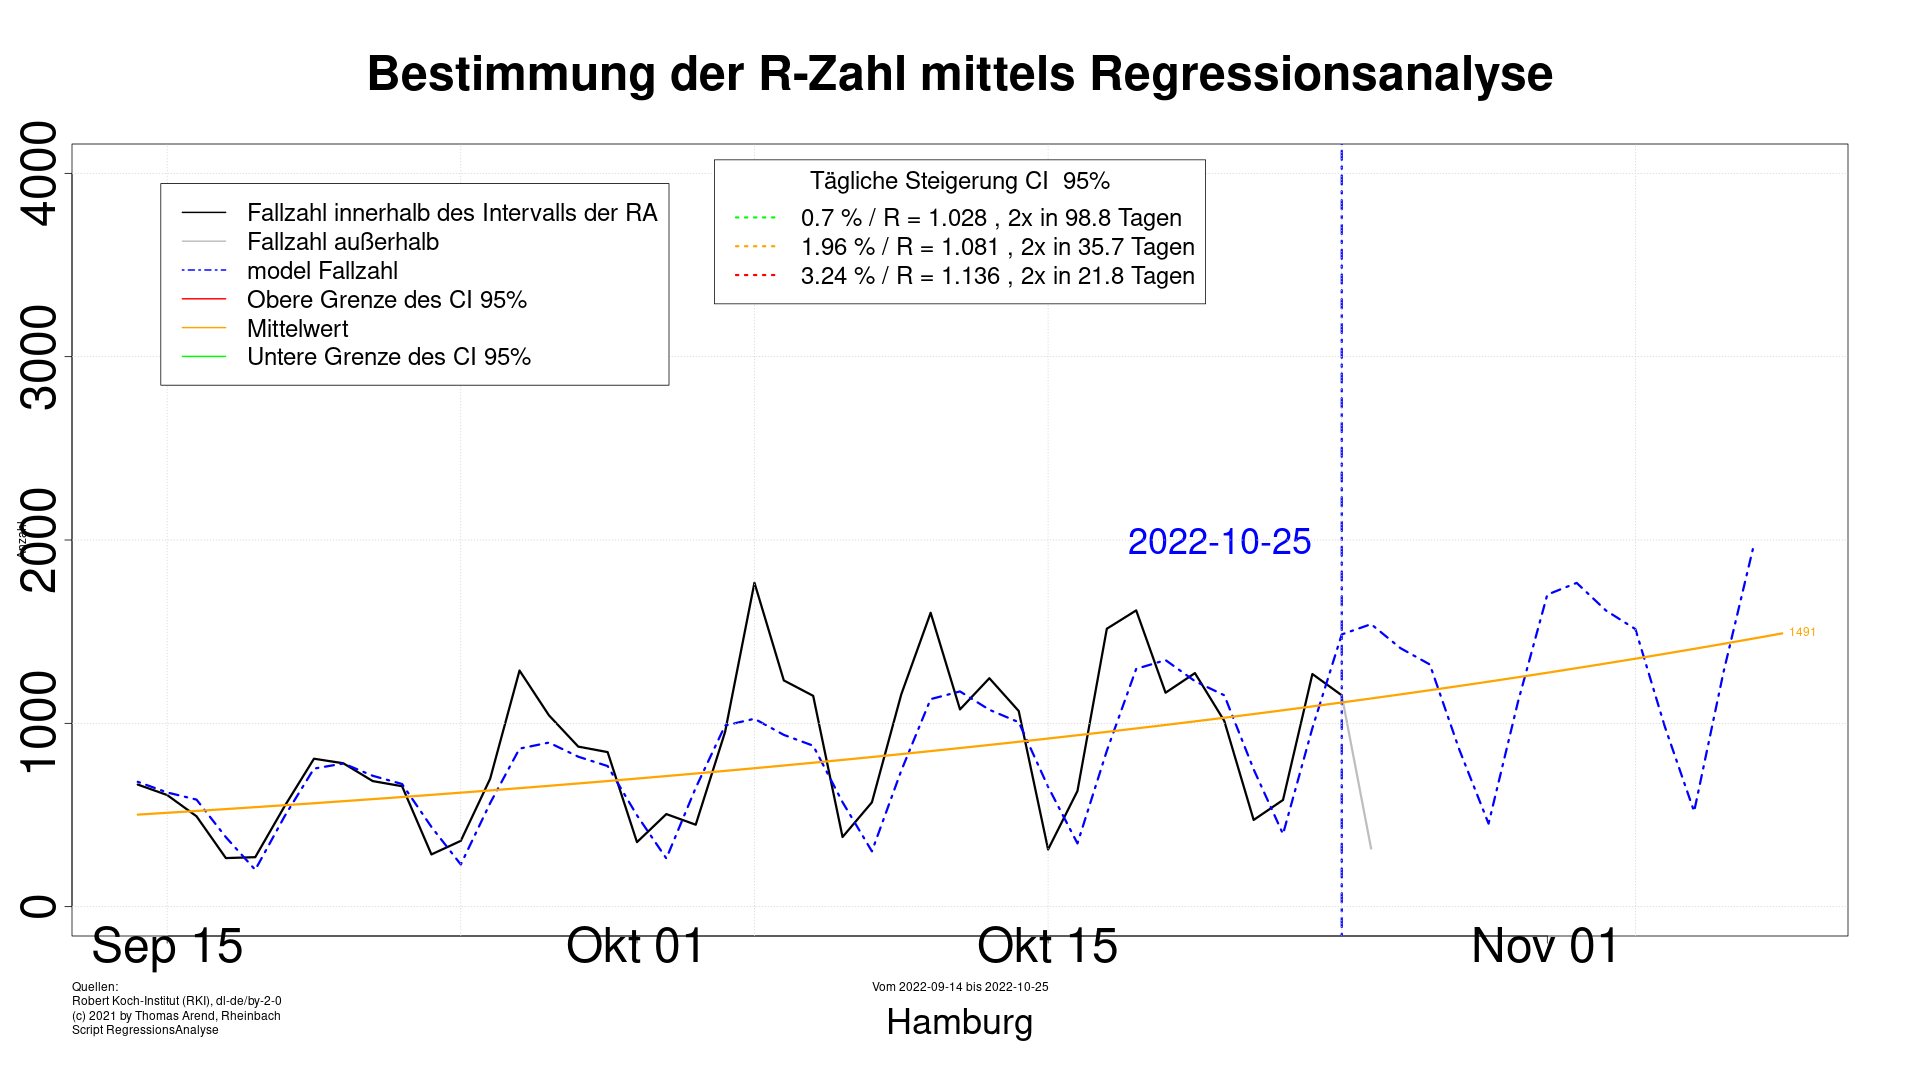 Bestimmung der R-Zahl mittels Regressionsanalyse
4000
3000
2000
1000
0
Anzahl
Fallzahl innerhalb des Intervalls der RA
Fallzahl außerhalb
model Fallzahl
Obere Grenze des CI 95%
Mittelwert
Untere Grenze des CI 95%
Tägliche Steigerung CI 95%
0.7 % / R = 1.028 , 2x in 98.8 Tagen
1.96 % / R = 1.081 , 2x in 35.7 Tagen
3.24 % / R = 1.136 , 2x in 21.8 Tagen
2022-10-25
1491
Sep 15
Okt 01
Okt 15
Nov 01
Quellen:
Robert Koch-Institut (RKI), dl-de/by-2-0
(c) 2021 by Thomas Arend, Rheinbach
Script RegressionsAnalyse
Vom 2022-09-14 bis 2022-10-25
Hamburg